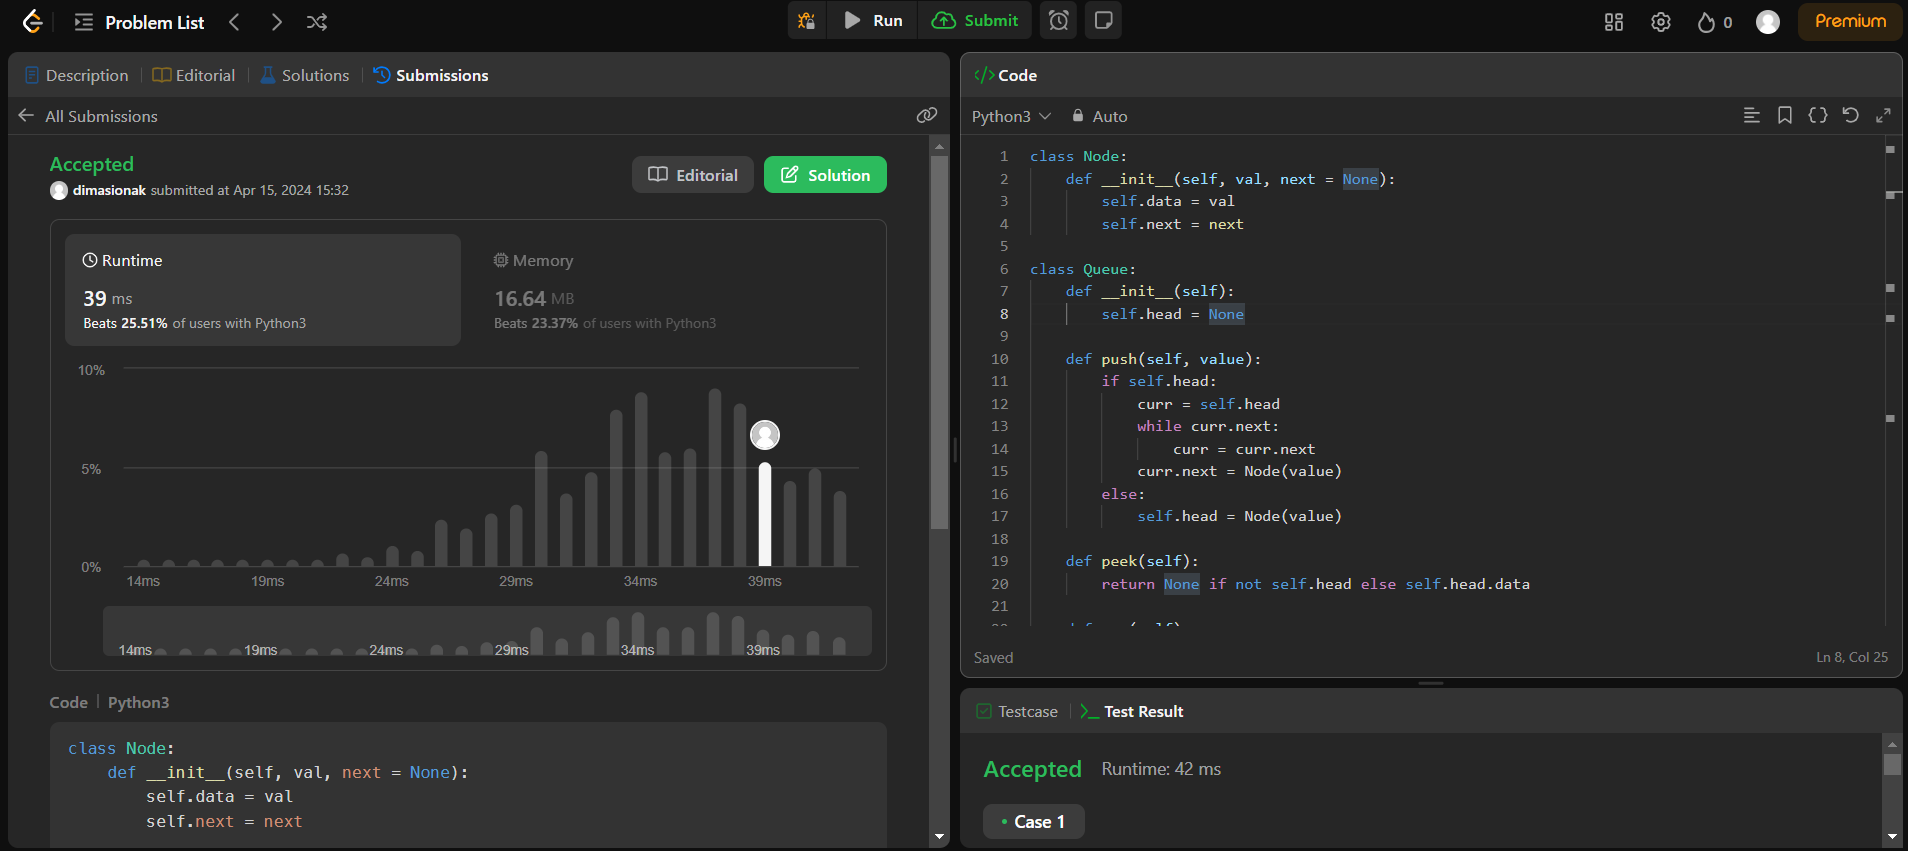 Problem List
Run
Submit
0
Premium
Description
Editorial
Solutions
Submissions
All Submissions
Accepted
dimasionak submitted at Apr 15, 2024 15:32
Editorial
Solution
Runtime
39 ms
Beats 25.51% of users with Python3
Memory
16.64 MB
Beats 23.37% of users with Python3
10%
5%
0%
14ms 19ms 24ms 29ms 34ms 39ms
14ms 19ms 24ms 29ms 34ms 39ms
Code | Python3
class Node:
    def __init__(self, val, next = None):
        self.data = val
        self.next = next
</> Code
Python3 Auto
1 class Node:
2     def __init__(self, val, next = None):
3         self.data = val
4         self.next = next
5
6 class Queue:
7     def __init__(self):
8         self.head = None
9
10     def push(self, value):
11         if self.head:
12             curr = self.head
13             while curr.next:
14                 curr = curr.next
15             curr.next = Node(value)
16         else:
17             self.head = Node(value)
18
19     def peek(self):
20         return None if not self.head else self.head.data
21
Saved
Ln 8, Col 25
Testcase
Test Result
Accepted Runtime: 42 ms
• Case 1